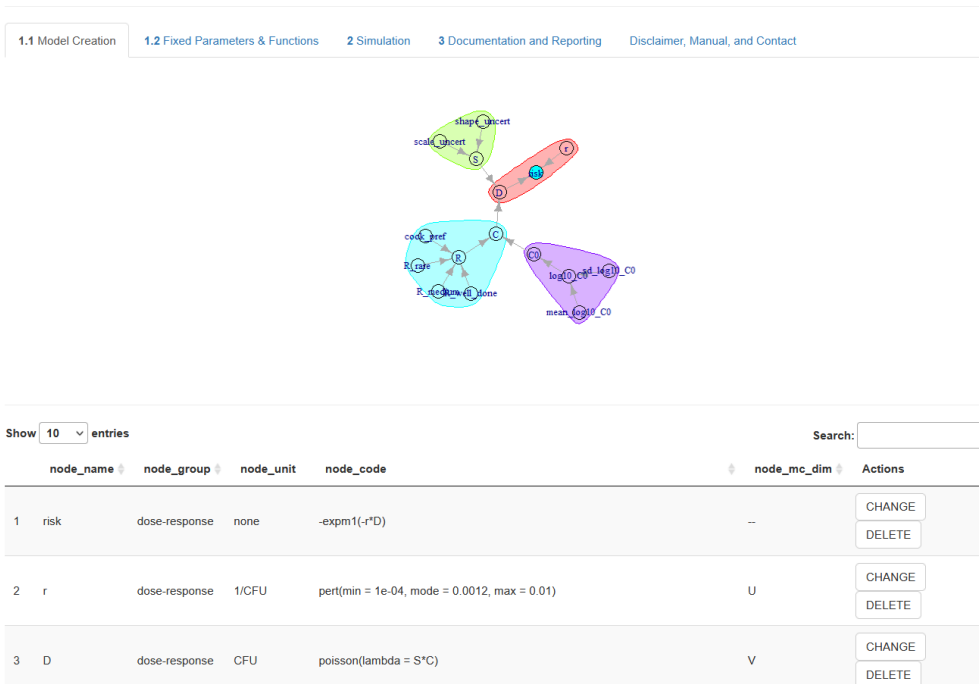 1.1 Model Creation 1.2 Fixed Parameters & Functions 2 Simulation 3 Documentation and Reporting Disclaimer, Manual, and Contact
shape_uncert
scale_uncert
S
r
risk
D
cook_pref
C
R
C0
R_rare
log10_C0
sd_log10_C0
R_medium
R_well_done
mean_log10_C0
Show 10 entries
Search:
node_name node_group node_unit node_code node_mc_dim Actions
1 risk dose-response none -expm1(-r*D) -- CHANGE
DELETE
2 r dose-response 1/CFU pert(min = 1e-04, mode = 0.0012, max = 0.01) U CHANGE
DELETE
3 D dose-response CFU poisson(lambda = S*C) V CHANGE
DELETE